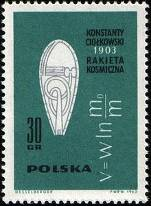 KONSTANTY
CIOŁKOWSKI
1903
RAKIETA
KOSMICZNA
30
GR
v=w ln m₀/m
POLSKA